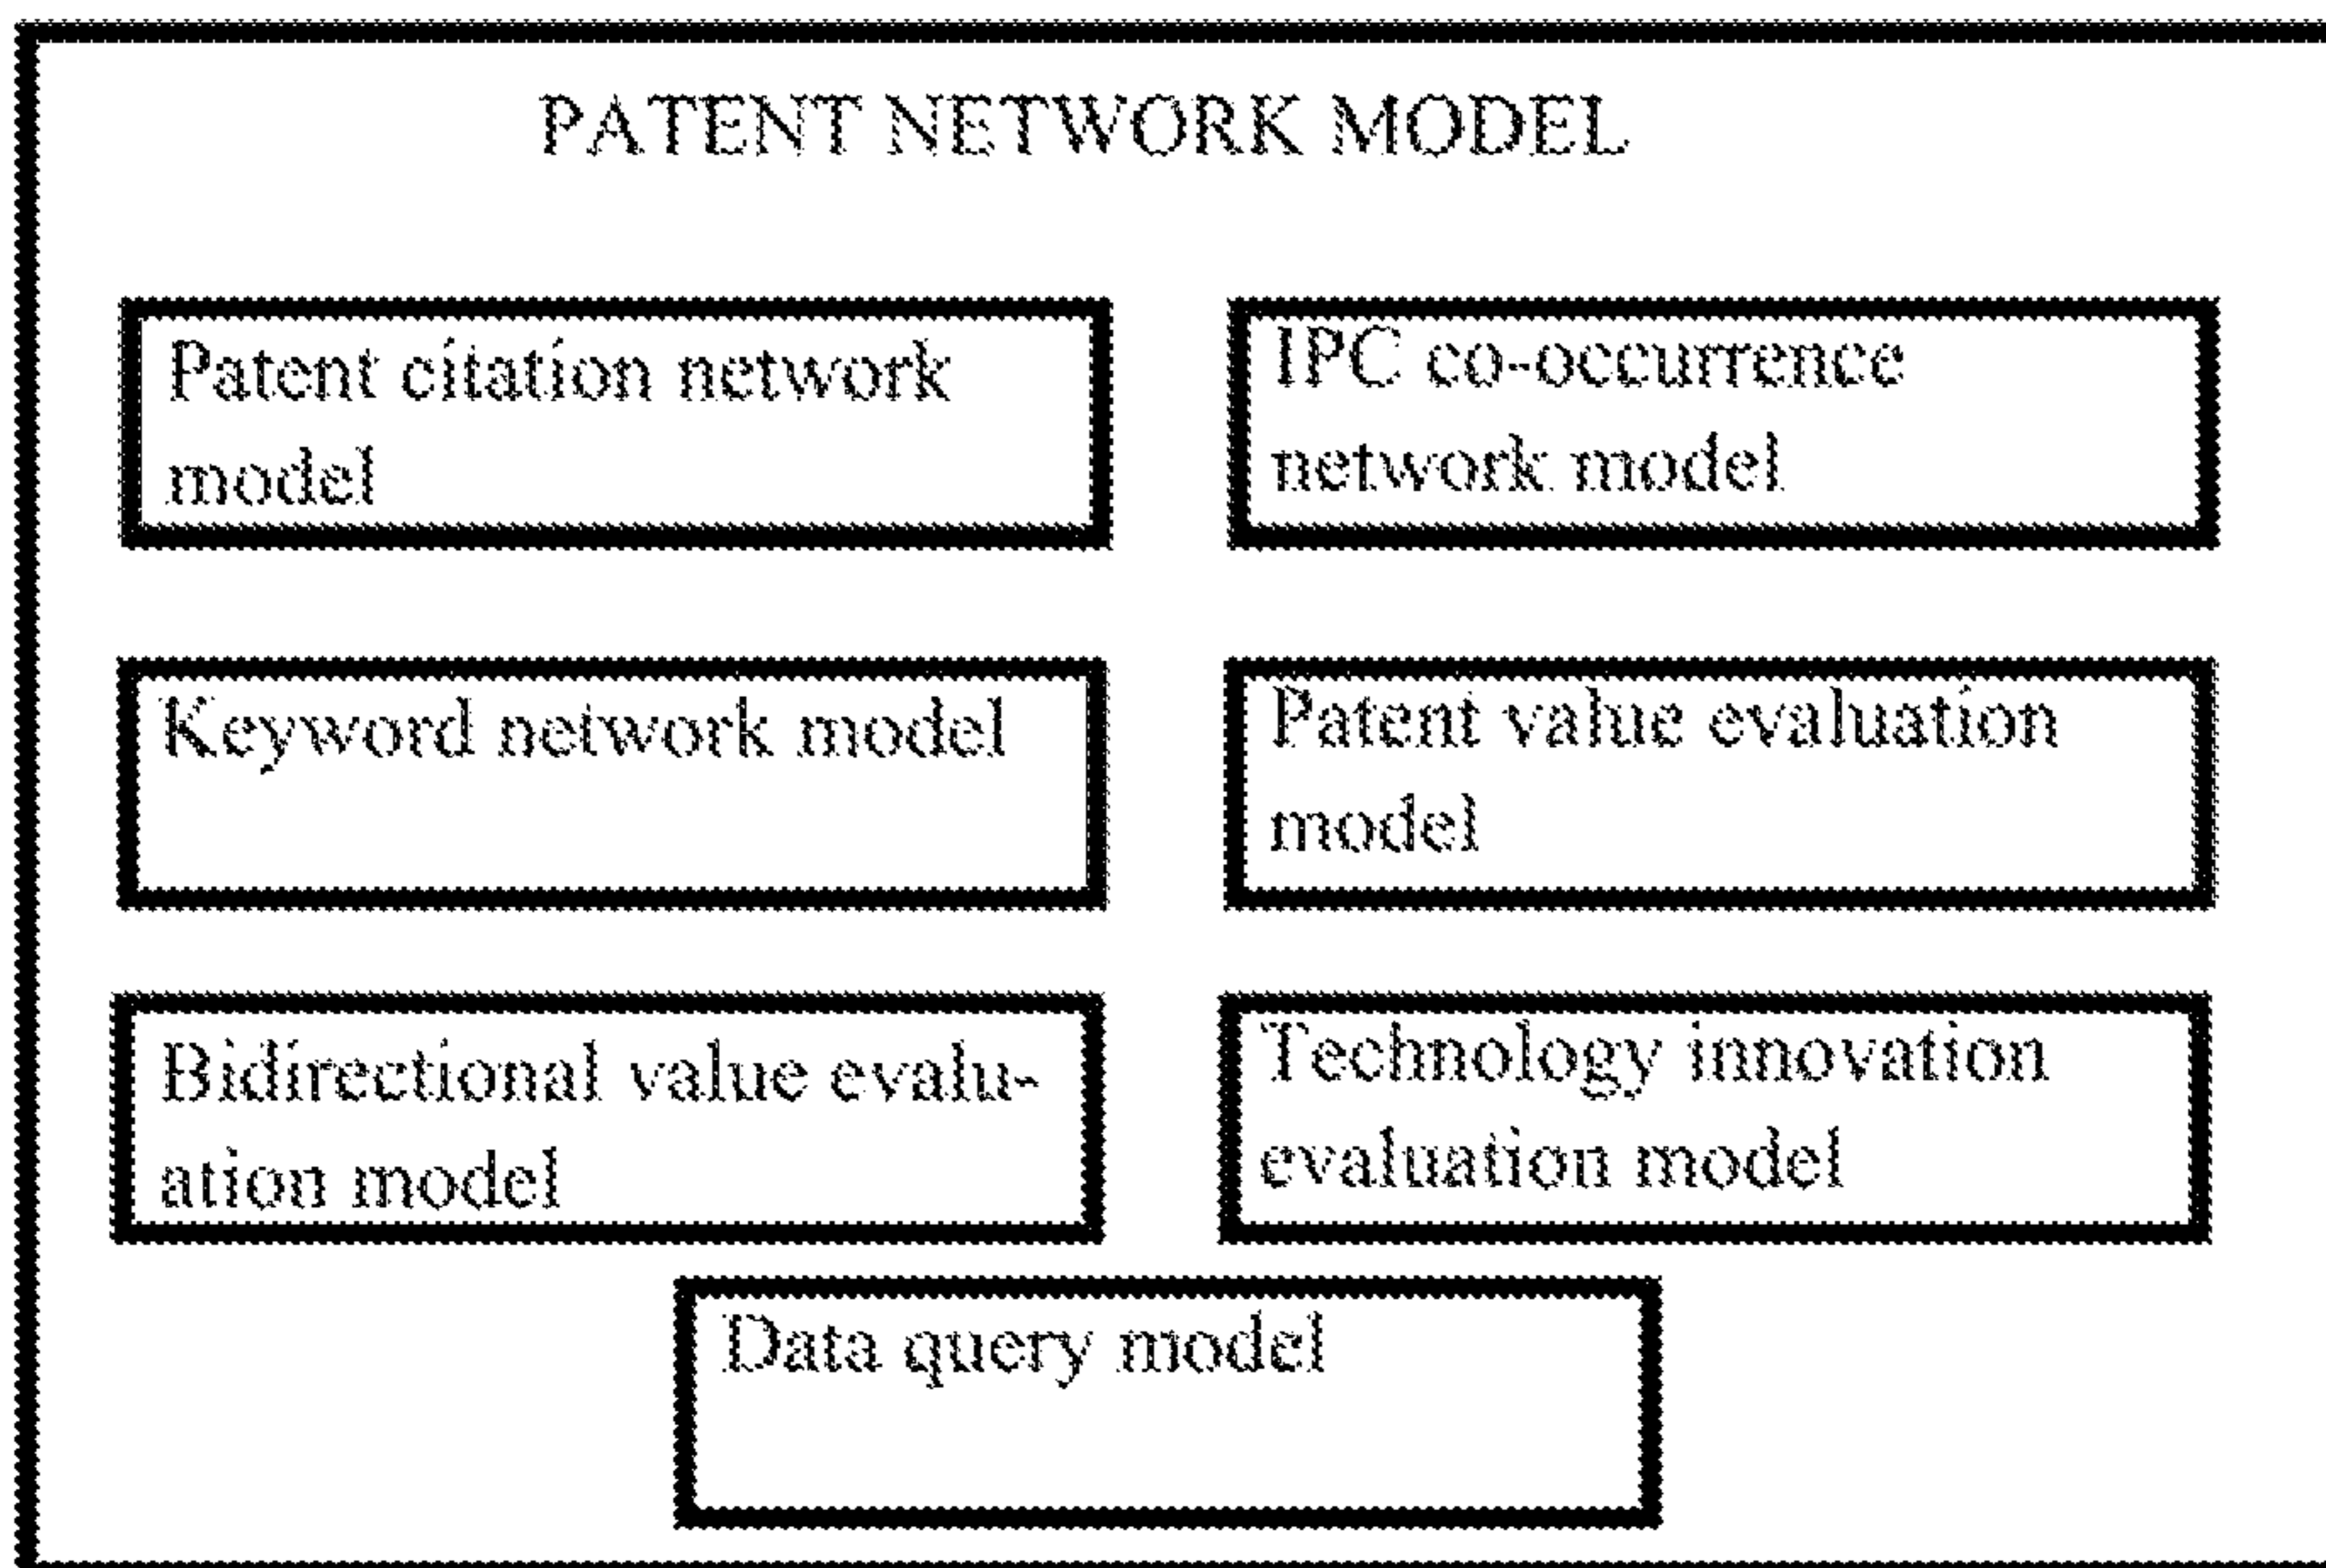 PATENT NETWORK MODEL
Patent citation network
model
IPC co-occurrence
network model
Keyword network model
Patent value evaluation
model
Bidirectional value evalu-
ation model
Technology innovation
evaluation model
Data query model